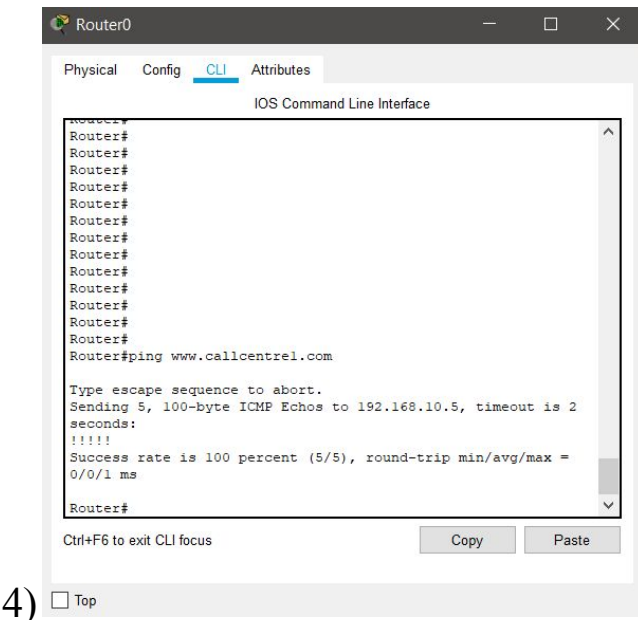 Router0
Physical Config CLI Attributes
IOS Command Line Interface
Router#
Router#
Router#
Router#
Router#
Router#
Router#
Router#
Router#
Router#
Router#
Router#
Router#
Router#
Router#ping www.callcentre1.com
Type escape sequence to abort.
Sending 5, 100-byte ICMP Echos to 192.168.10.5, timeout is 2
seconds:
!!!!!
Success rate is 100 percent (5/5), round-trip min/avg/max =
0/0/1 ms
Router#
Ctrl+F6 to exit CLI focus
Copy Paste
4) Top